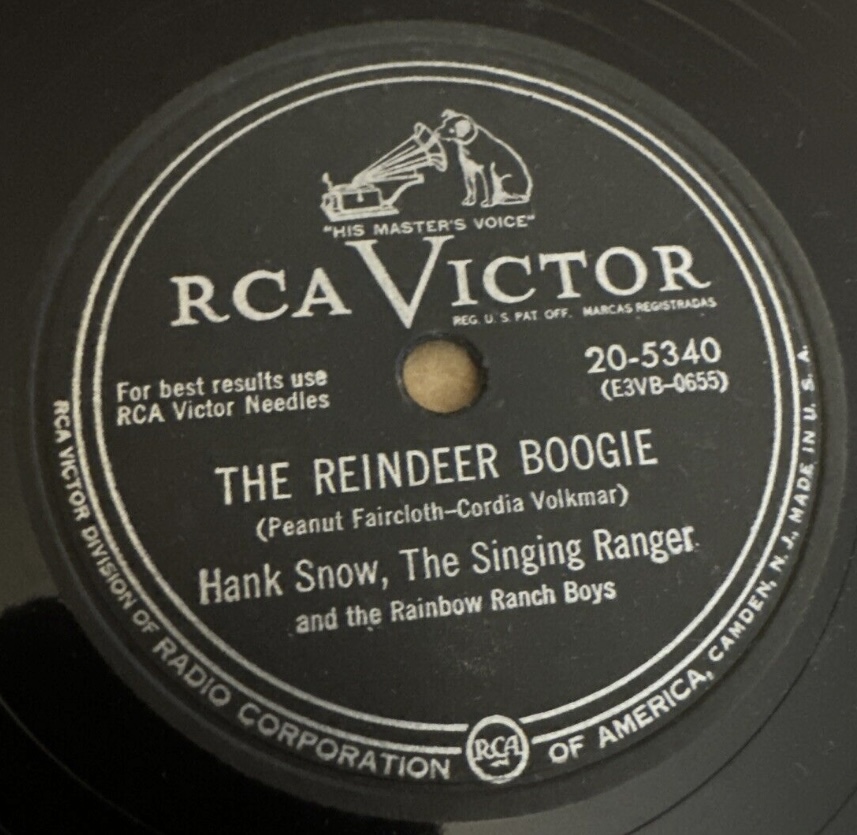 "HIS MASTER'S VOICE"
RCA VICTOR
REG. U. S. PAT. OFF. MARCAS REGISTRADAS
For best results use
RCA Victor Needles
20-5340
(E3VB-0655)
THE REINDEER BOOGIE
(Peanut Faircloth-Cordia Volkmar)
Hank Snow, The Singing Ranger
and the Rainbow Ranch Boys
RCA VICTOR DIVISION OF RADIO CORPORATION RCA OF AMERICA, CAMDEN, N. J., MADE IN U. S. A.